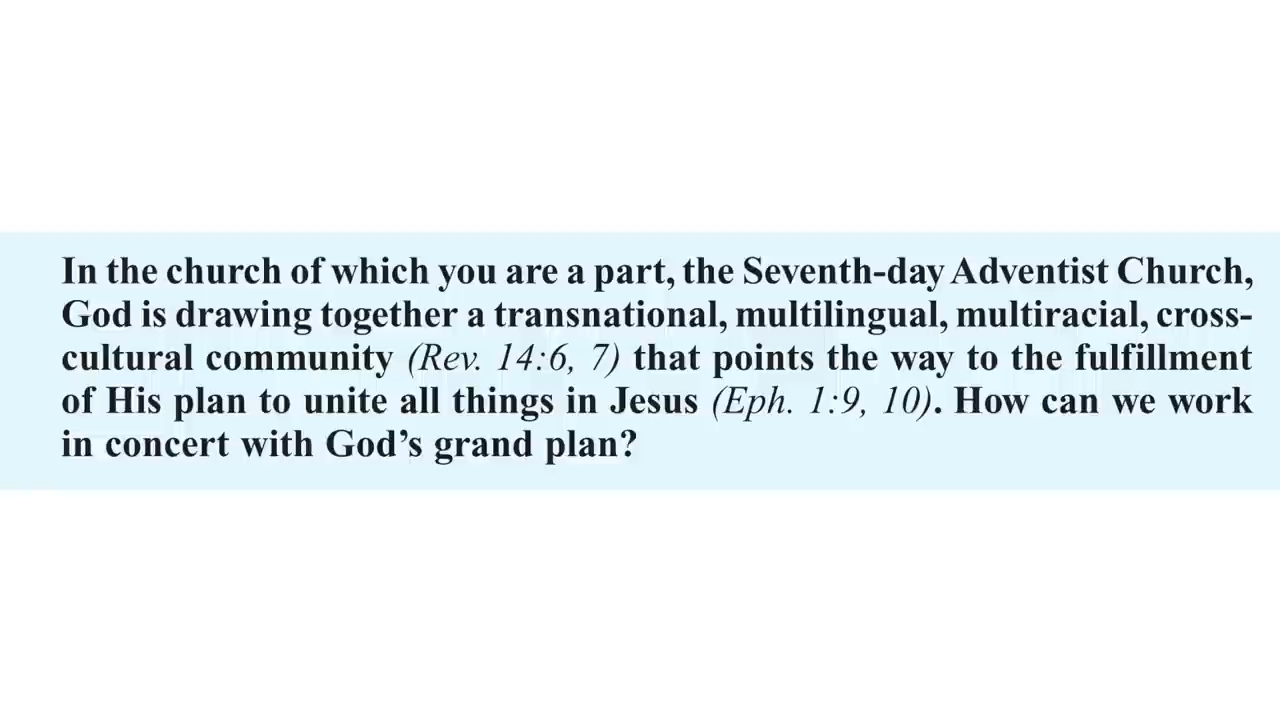 In the church of which you are a part, the Seventh-day Adventist Church,
God is drawing together a transnational, multilingual, multiracial, cross-
cultural community (Rev. 14:6, 7) that points the way to the fulfillment
of His plan to unite all things in Jesus (Eph. 1:9, 10). How can we work
in concert with God’s grand plan?